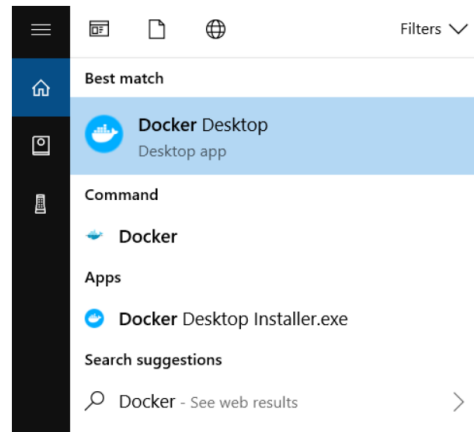 Filters
Best match
Docker Desktop
Desktop app
Command
Docker
Apps
Docker Desktop Installer.exe
Search suggestions
Docker - See web results